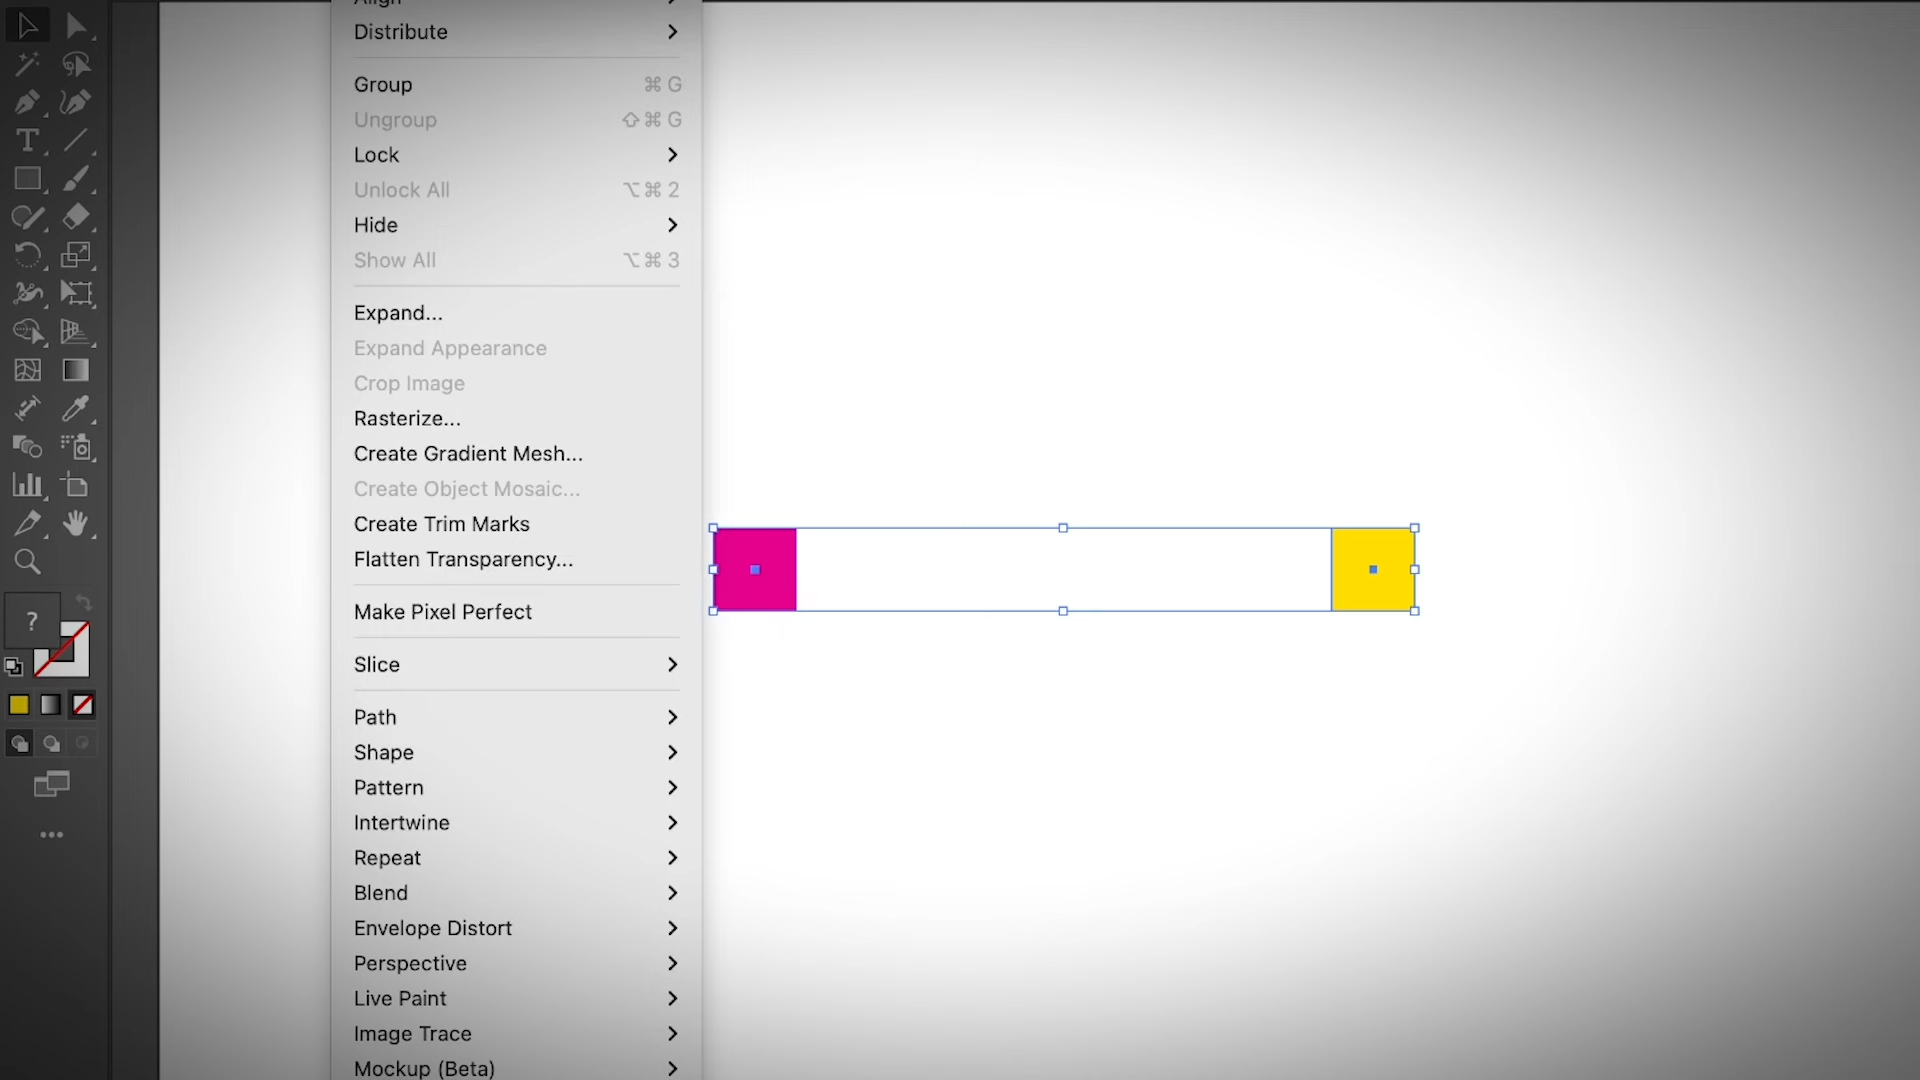 Align
Distribute
Group ⌘ G
Ungroup ⇧ ⌘ G
Lock
Unlock All ⌥ ⌘ 2
Hide
Show All ⌥ ⌘ 3
Expand...
Expand Appearance
Crop Image
Rasterize...
Create Gradient Mesh...
Create Object Mosaic...
Create Trim Marks
Flatten Transparency...
Make Pixel Perfect
Slice
Path
Shape
Pattern
Intertwine
Repeat
Blend
Envelope Distort
Perspective
Live Paint
Image Trace
Mockup (Beta)
T
?